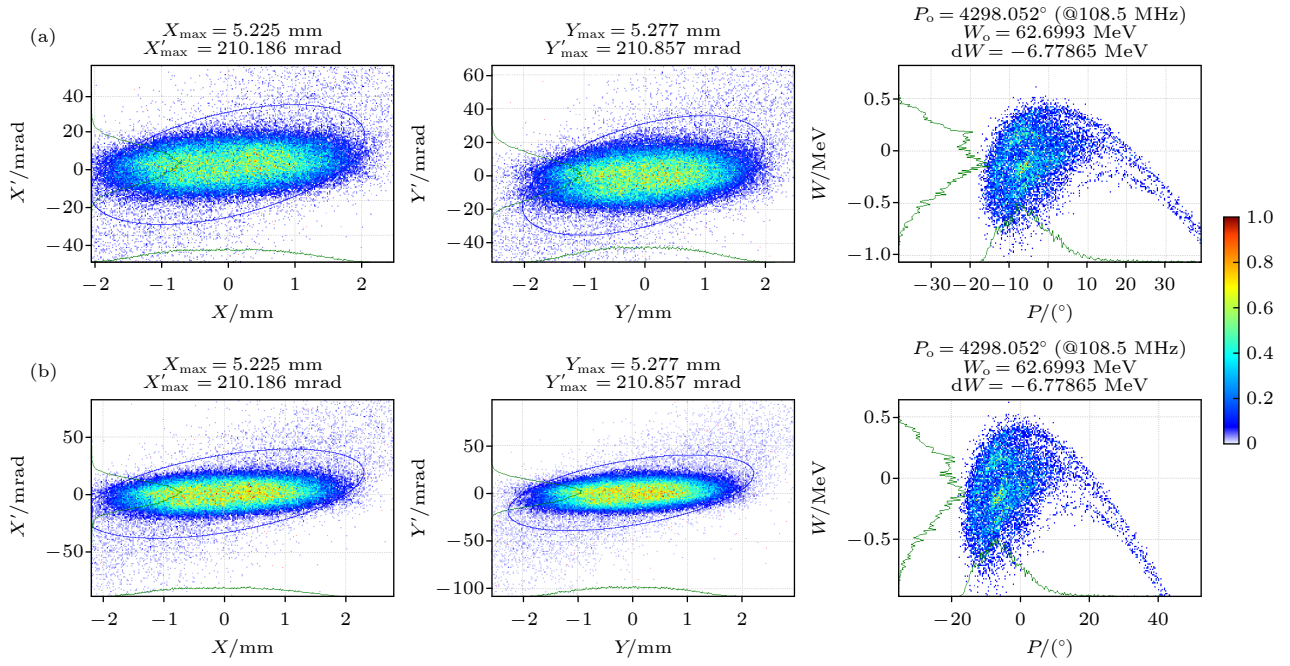 (a)
Xmax = 5.225 mm
X′max = 210.186 mrad
Ymax = 5.277 mm
Y′max = 210.857 mrad
Po = 4298.052° (@108.5 MHz)
Wo = 62.6993 MeV
dW = −6.77865 MeV
X′/mrad
40
20
0
−20
−40
−2 −1 0 1 2
X/mm
Y′/mrad
60
40
20
0
−20
−40
−2 −1 0 1 2
Y/mm
W/MeV
0.5
0
−0.5
−1.0
−30 −20 −10 0 10 20 30
P/(°)
1.0
0.8
0.6
0.4
0.2
0
(b)
Xmax = 5.225 mm
X′max = 210.186 mrad
Ymax = 5.277 mm
Y′max = 210.857 mrad
Po = 4298.052° (@108.5 MHz)
Wo = 62.6993 MeV
dW = −6.77865 MeV
X′/mrad
50
0
−50
−2 −1 0 1 2
X/mm
Y′/mrad
50
0
−50
−100
−2 −1 0 1 2
Y/mm
W/MeV
0.5
0
−0.5
−20 0 20 40
P/(°)